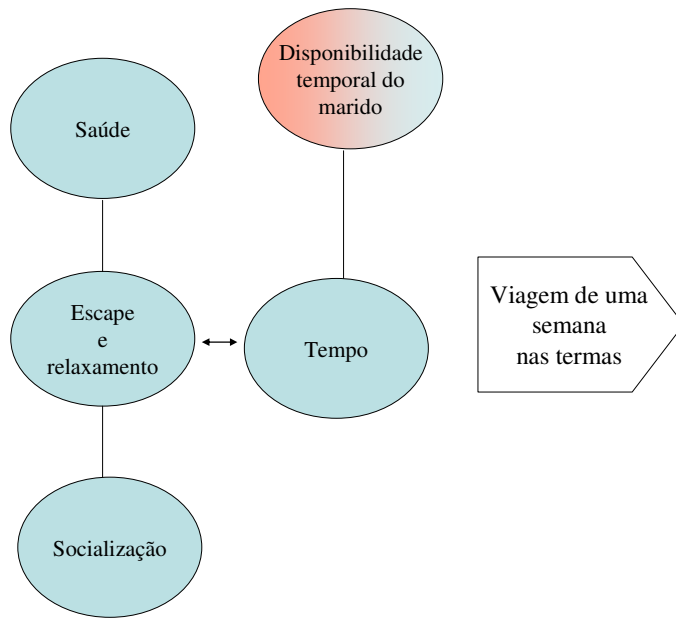 Disponibilidade
temporal do
marido
Saúde
Escape
e
relaxamento
Tempo
Viagem de uma
semana
nas termas
Socialização